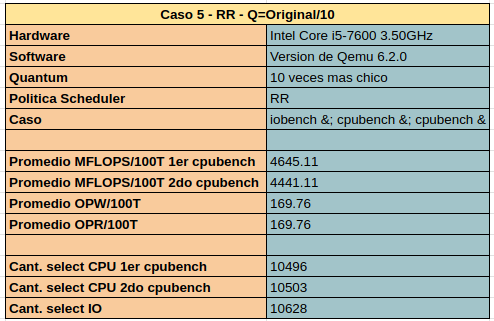 Caso 5 - RR - Q=Original/10
Hardware Intel Core i5-7600 3.50GHz
Software Version de Qemu 6.2.0
Quantum 10 veces mas chico
Politica Scheduler RR
Caso iobench &; cpubench &; cpubench &
Promedio MFLOPS/100T 1er cpubench 4645.11
Promedio MFLOPS/100T 2do cpubench 4441.11
Promedio OPW/100T 169.76
Promedio OPR/100T 169.76
Cant. select CPU 1er cpubench 10496
Cant. select CPU 2do cpubench 10503
Cant. select IO 10628